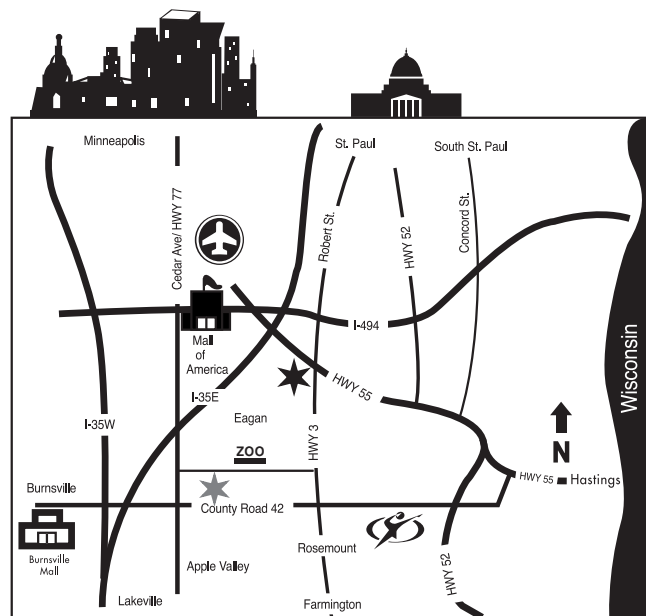 Minneapolis
St. Paul
South St. Paul
Cedar Ave/ HWY 77
Robert St.
HWY 52
Concord St.
I-494
Mall
of
America
HWY 55
Wisconsin
I-35E
I-35W
Eagan
HWY 3
N
ZOO
HWY 55
Hastings
Burnsville
County Road 42
Burnsville
Mall
Rosemount
Apple Valley
HWY 52
Lakeville
Farmington